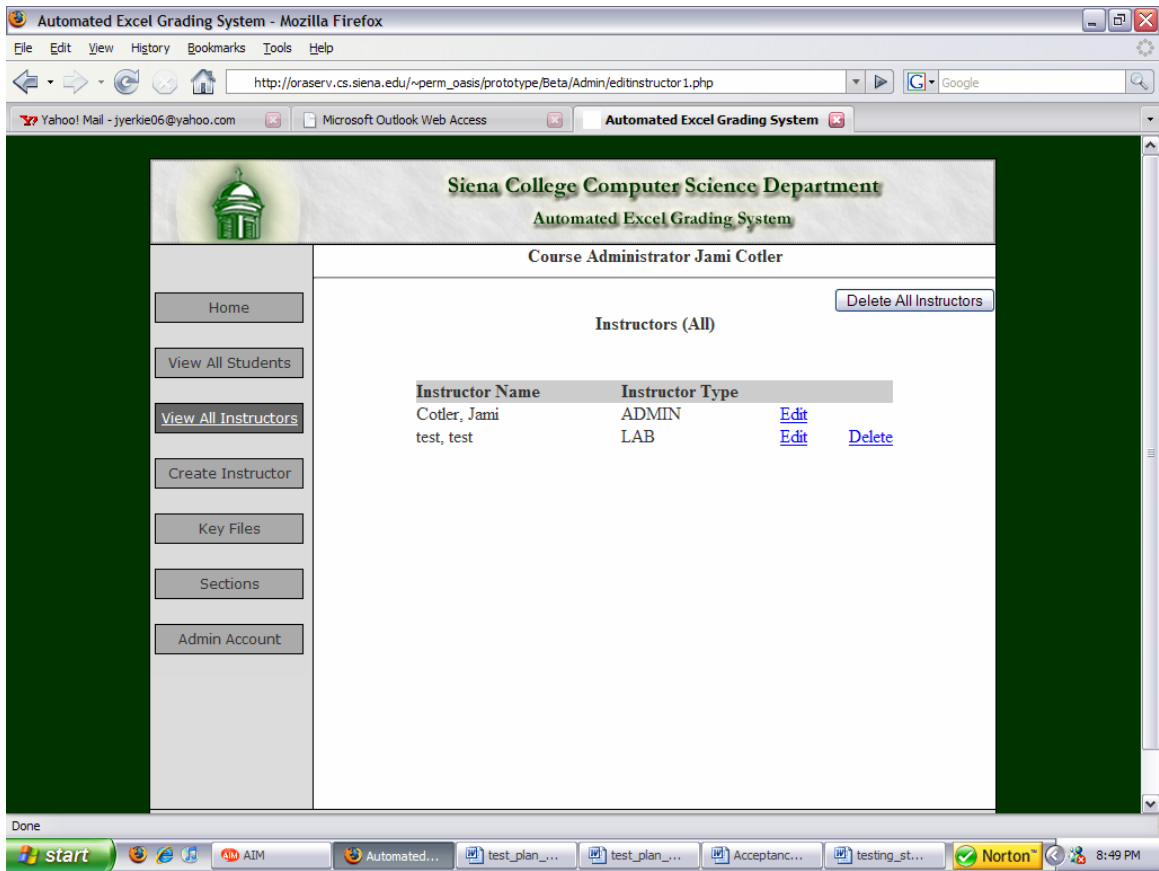 Automated Excel Grading System - Mozilla Firefox
File Edit View History Bookmarks Tools Help
http://oraserv.cs.siena.edu/~perm_oasis/prototype/Beta/Admin/editinstructor1.php
G Google
Yahoo! Mail - jyerkie06@yahoo.com
Microsoft Outlook Web Access
Automated Excel Grading System
Siena College Computer Science Department
Automated Excel Grading System
Course Administrator Jami Cotler
Delete All Instructors
Instructors (All)
Home
View All Students
View All Instructors
Create Instructor
Key Files
Sections
Admin Account
Instructor Name Instructor Type
Cotler, Jami ADMIN Edit
test, test LAB Edit Delete
Done
start AIM AIM Automated... test_plan_... test_plan_... Acceptanc... testing_st... Norton™ 8:49 PM